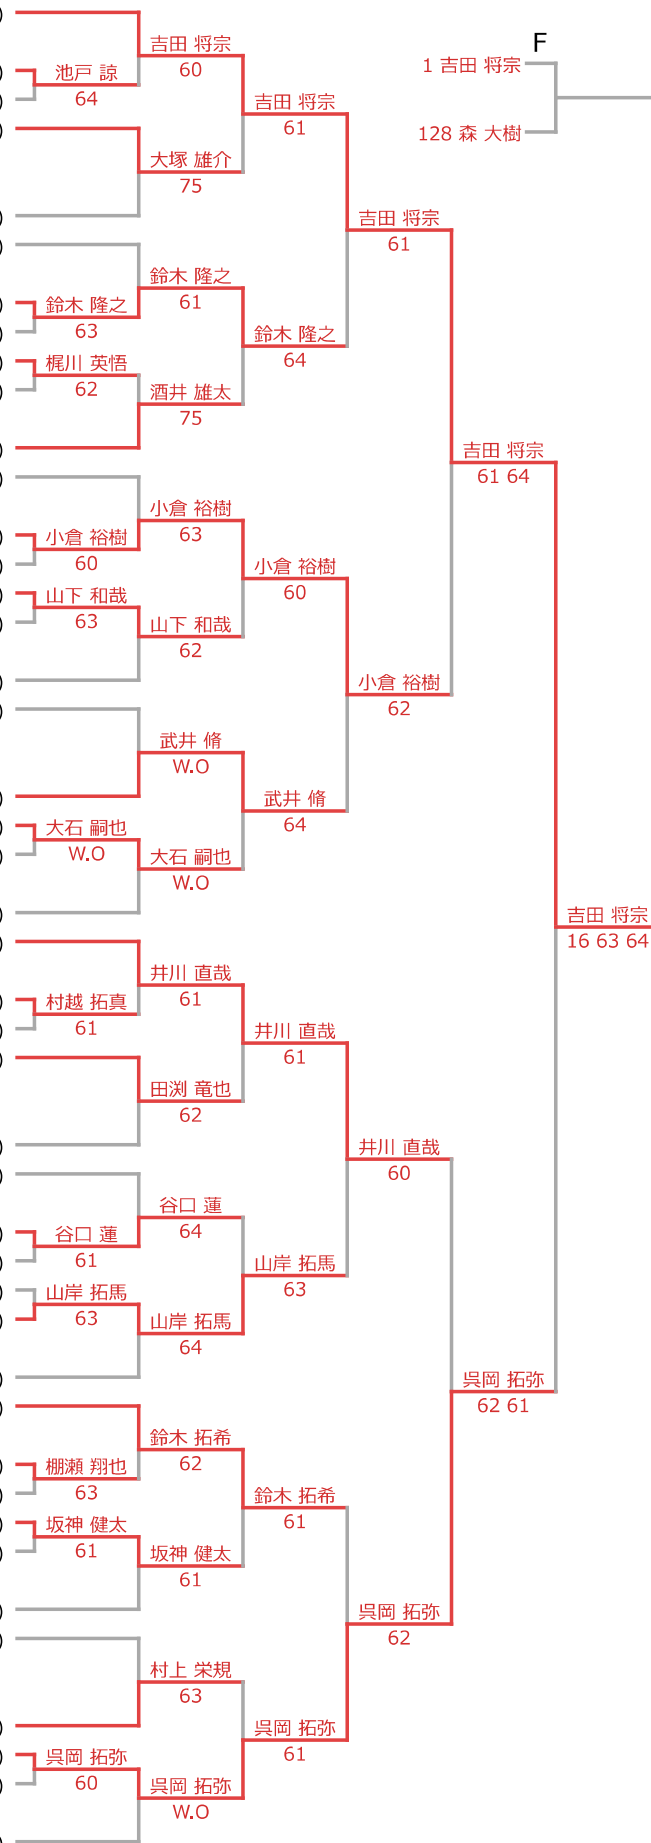 F
1 吉田 将宗
128 森 大樹
吉田 将宗
60
池戸 諒
64
吉田 将宗
61
大塚 雄介
75
吉田 将宗
61
鈴木 隆之
61
鈴木 隆之
63
鈴木 隆之
64
梶川 英悟
62
酒井 雄太
75
吉田 将宗
61 64
小倉 裕樹
63
小倉 裕樹
60
小倉 裕樹
60
山下 和哉
63
山下 和哉
62
小倉 裕樹
62
武井 脩
W.O
武井 脩
64
大石 嗣也
W.O
大石 嗣也
W.O
吉田 将宗
16 63 64
井川 直哉
61
村越 拓真
61
井川 直哉
61
田渕 竜也
62
井川 直哉
60
谷口 蓮
64
谷口 蓮
61
山岸 拓馬
63
山岸 拓馬
63
山岸 拓馬
64
呉岡 拓弥
62 61
鈴木 拓希
62
棚瀬 翔也
63
鈴木 拓希
61
坂神 健太
61
坂神 健太
61
呉岡 拓弥
62
村上 栄規
63
呉岡 拓弥
61
呉岡 拓弥
60
呉岡 拓弥
W.O